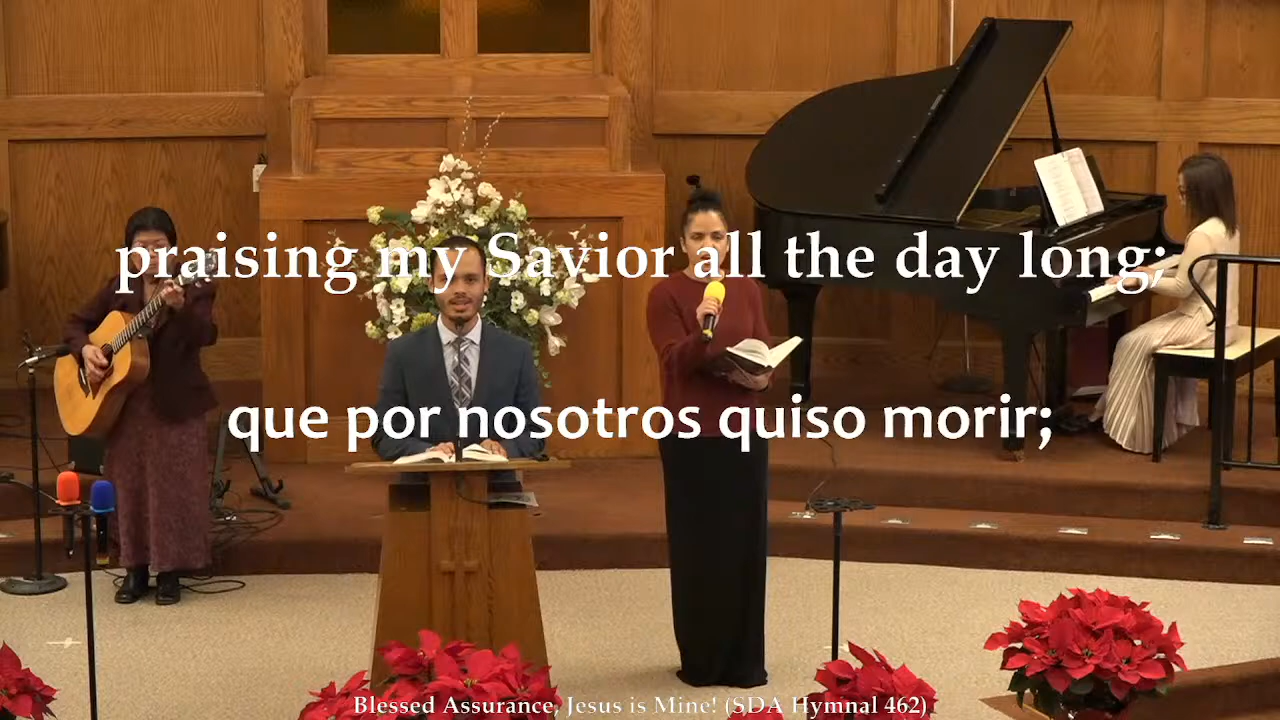 praising my Savior all the day long;
que por nosotros quiso morir;
Blessed Assurance, Jesus is Mine! (SDA Hymnal 462)